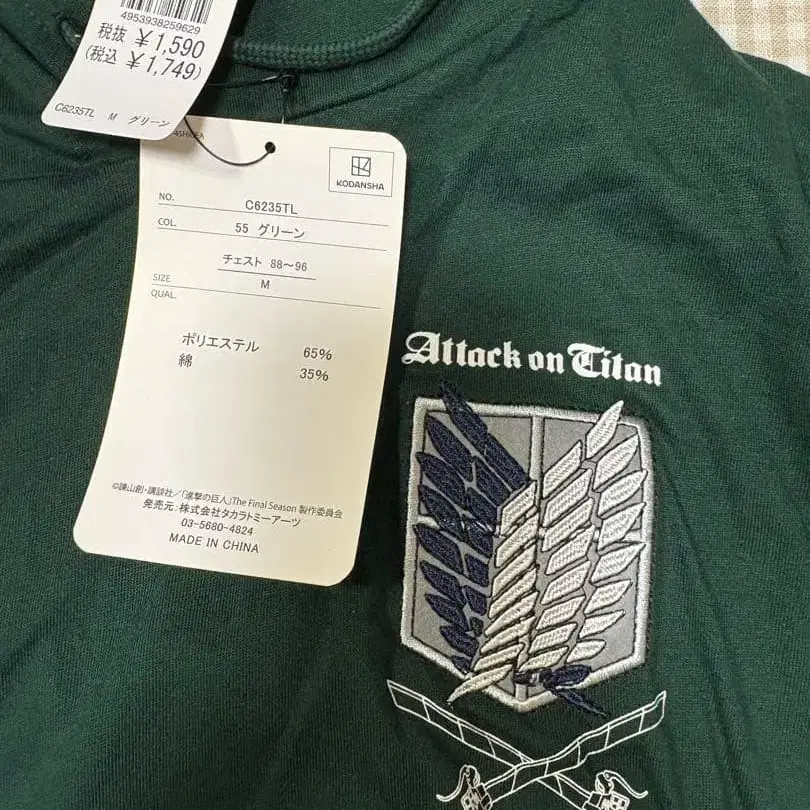 4953938259629
税抜 ¥1,590
(税込 ¥1,749)
C6235TL M グリーン
KODANSHA
NO. C6235TL
COL. 55 グリーン
チェスト 88～96
SIZE M
QUAL.
ポリエステル 65%
綿 35%
©諫山創・講談社/「進撃の巨人」The Final Season 製作委員会
発売元:株式会社タカラトミーアーツ
03-5680-4824
MADE IN CHINA
Attack on Titan